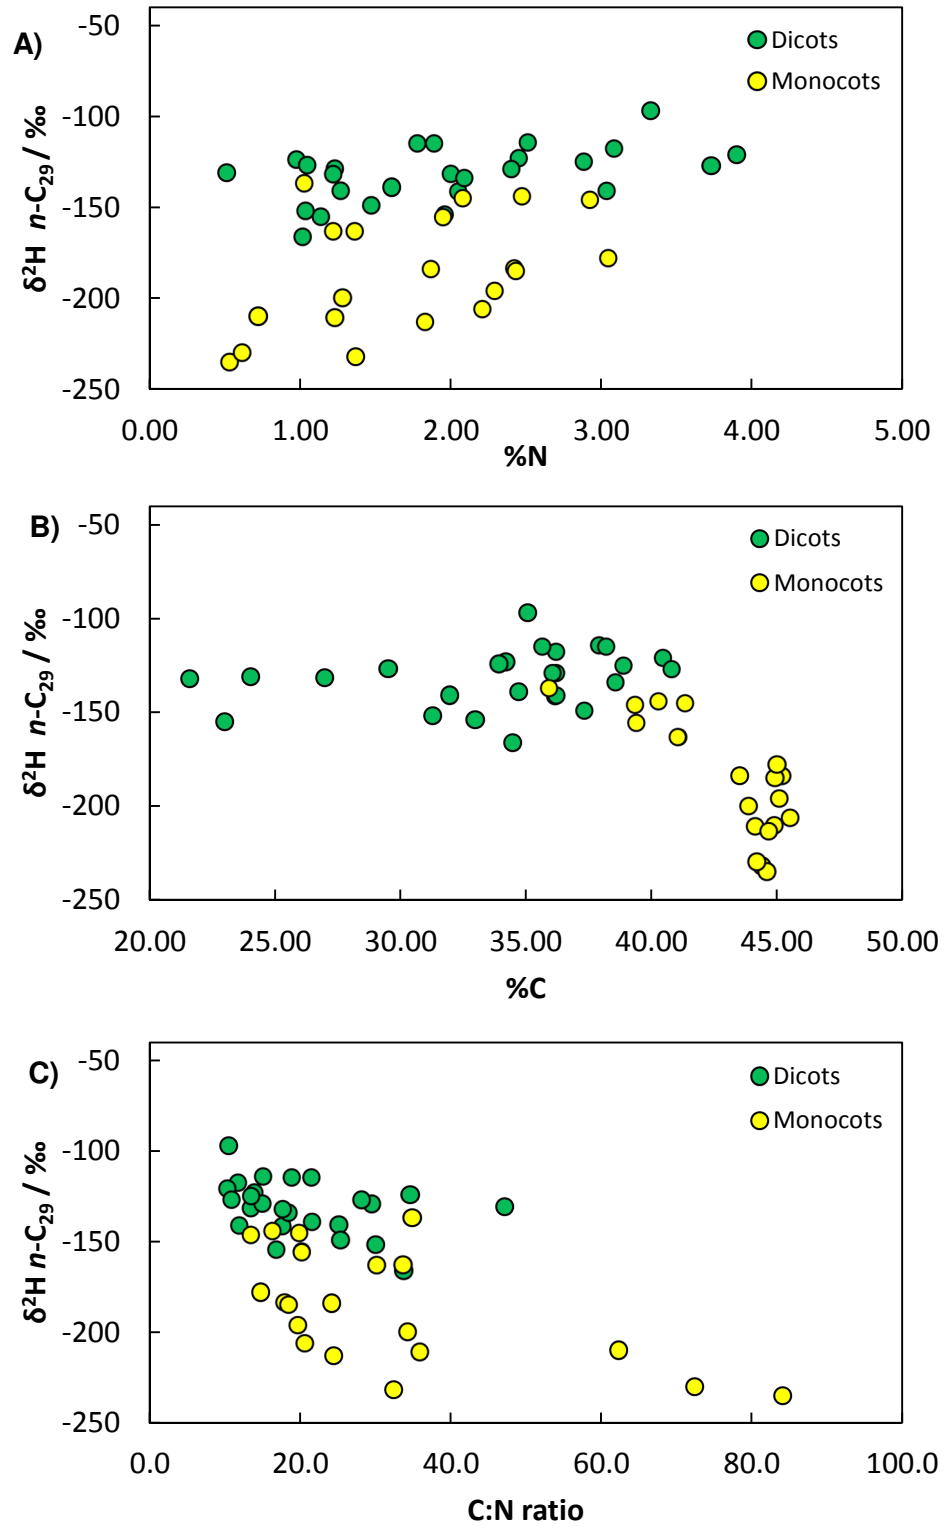 A)
δ²H n-C₂₉ / ‰
-50
-100
-150
-200
-250
Dicots
Monocots
0.00 1.00 2.00 3.00 4.00 5.00
%N
B)
δ²H n-C₂₉ / ‰
-50
-100
-150
-200
-250
Dicots
Monocots
20.00 25.00 30.00 35.00 40.00 45.00 50.00
%C
C)
δ²H n-C₂₉ / ‰
-50
-100
-150
-200
-250
Dicots
Monocots
0.0 20.0 40.0 60.0 80.0 100.0
C:N ratio